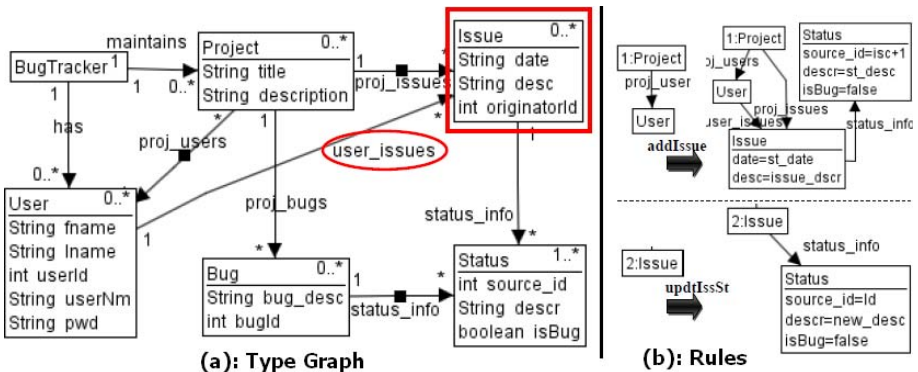 BugTracker
1
1
1
maintains
0..*
has
0..*
Project 0..*
String title
String description
1
proj_issues
*
Issue 0..*
String date
String desc
int originatorId
*
proj_users
*
1
proj_bugs
*
user_issues
1
*
User 0..*
String fname
String lname
int userId
String userNm
String pwd
Bug 0..*
String bug_desc
int bugId
1
status_info
*
1
status_info
*
Status 1..*
int source_id
String descr
boolean isBug
(a): Type Graph
1:Project
proj_user
User
addIssue
1:Project
oj_users
User
user_issues
proj_issues
Issue
date=st_date
desc=issue_dscr
status_info
Status
source_id=isc+1
descr=st_desc
isBug=false
2:Issue
updtIssSt
2:Issue
status_info
Status
source_id=Id
descr=new_desc
isBug=false
(b): Rules